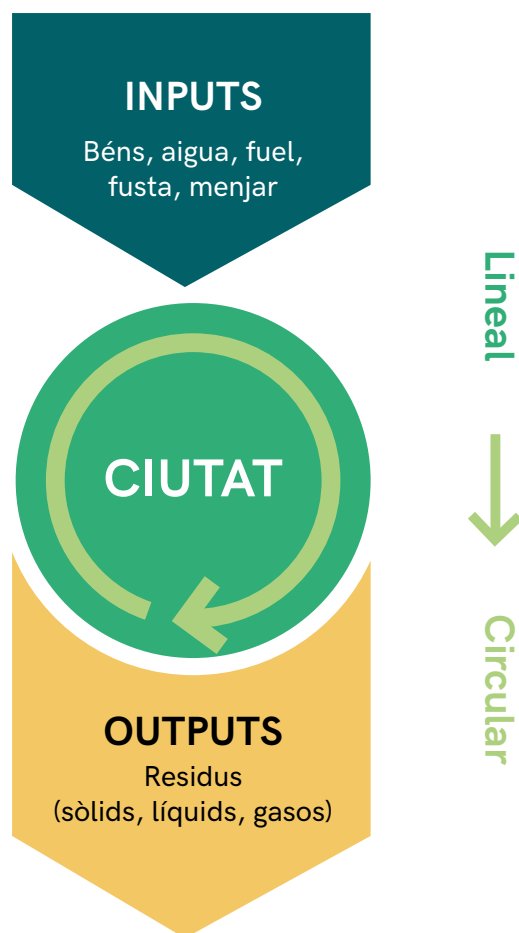 INPUTS
Béns, aigua, fuel,
fusta, menjar
CIUTAT
OUTPUTS
Residus
(sòlids, líquids, gasos)
Lineal
Circular